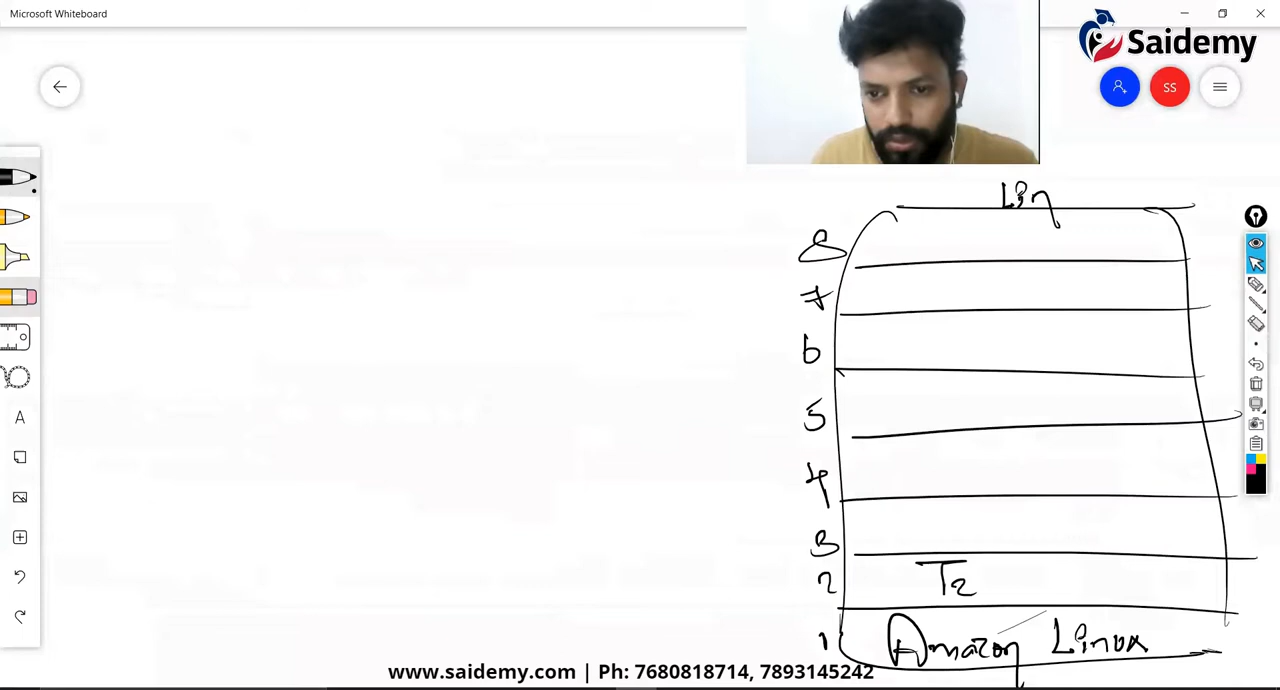 Microsoft Whiteboard
Saidemy
SS
Lin
8
7
6
5
4
3
2 T2
1 Amazon Linux
A
www.saidemy.com | Ph: 7680818714, 7893145242